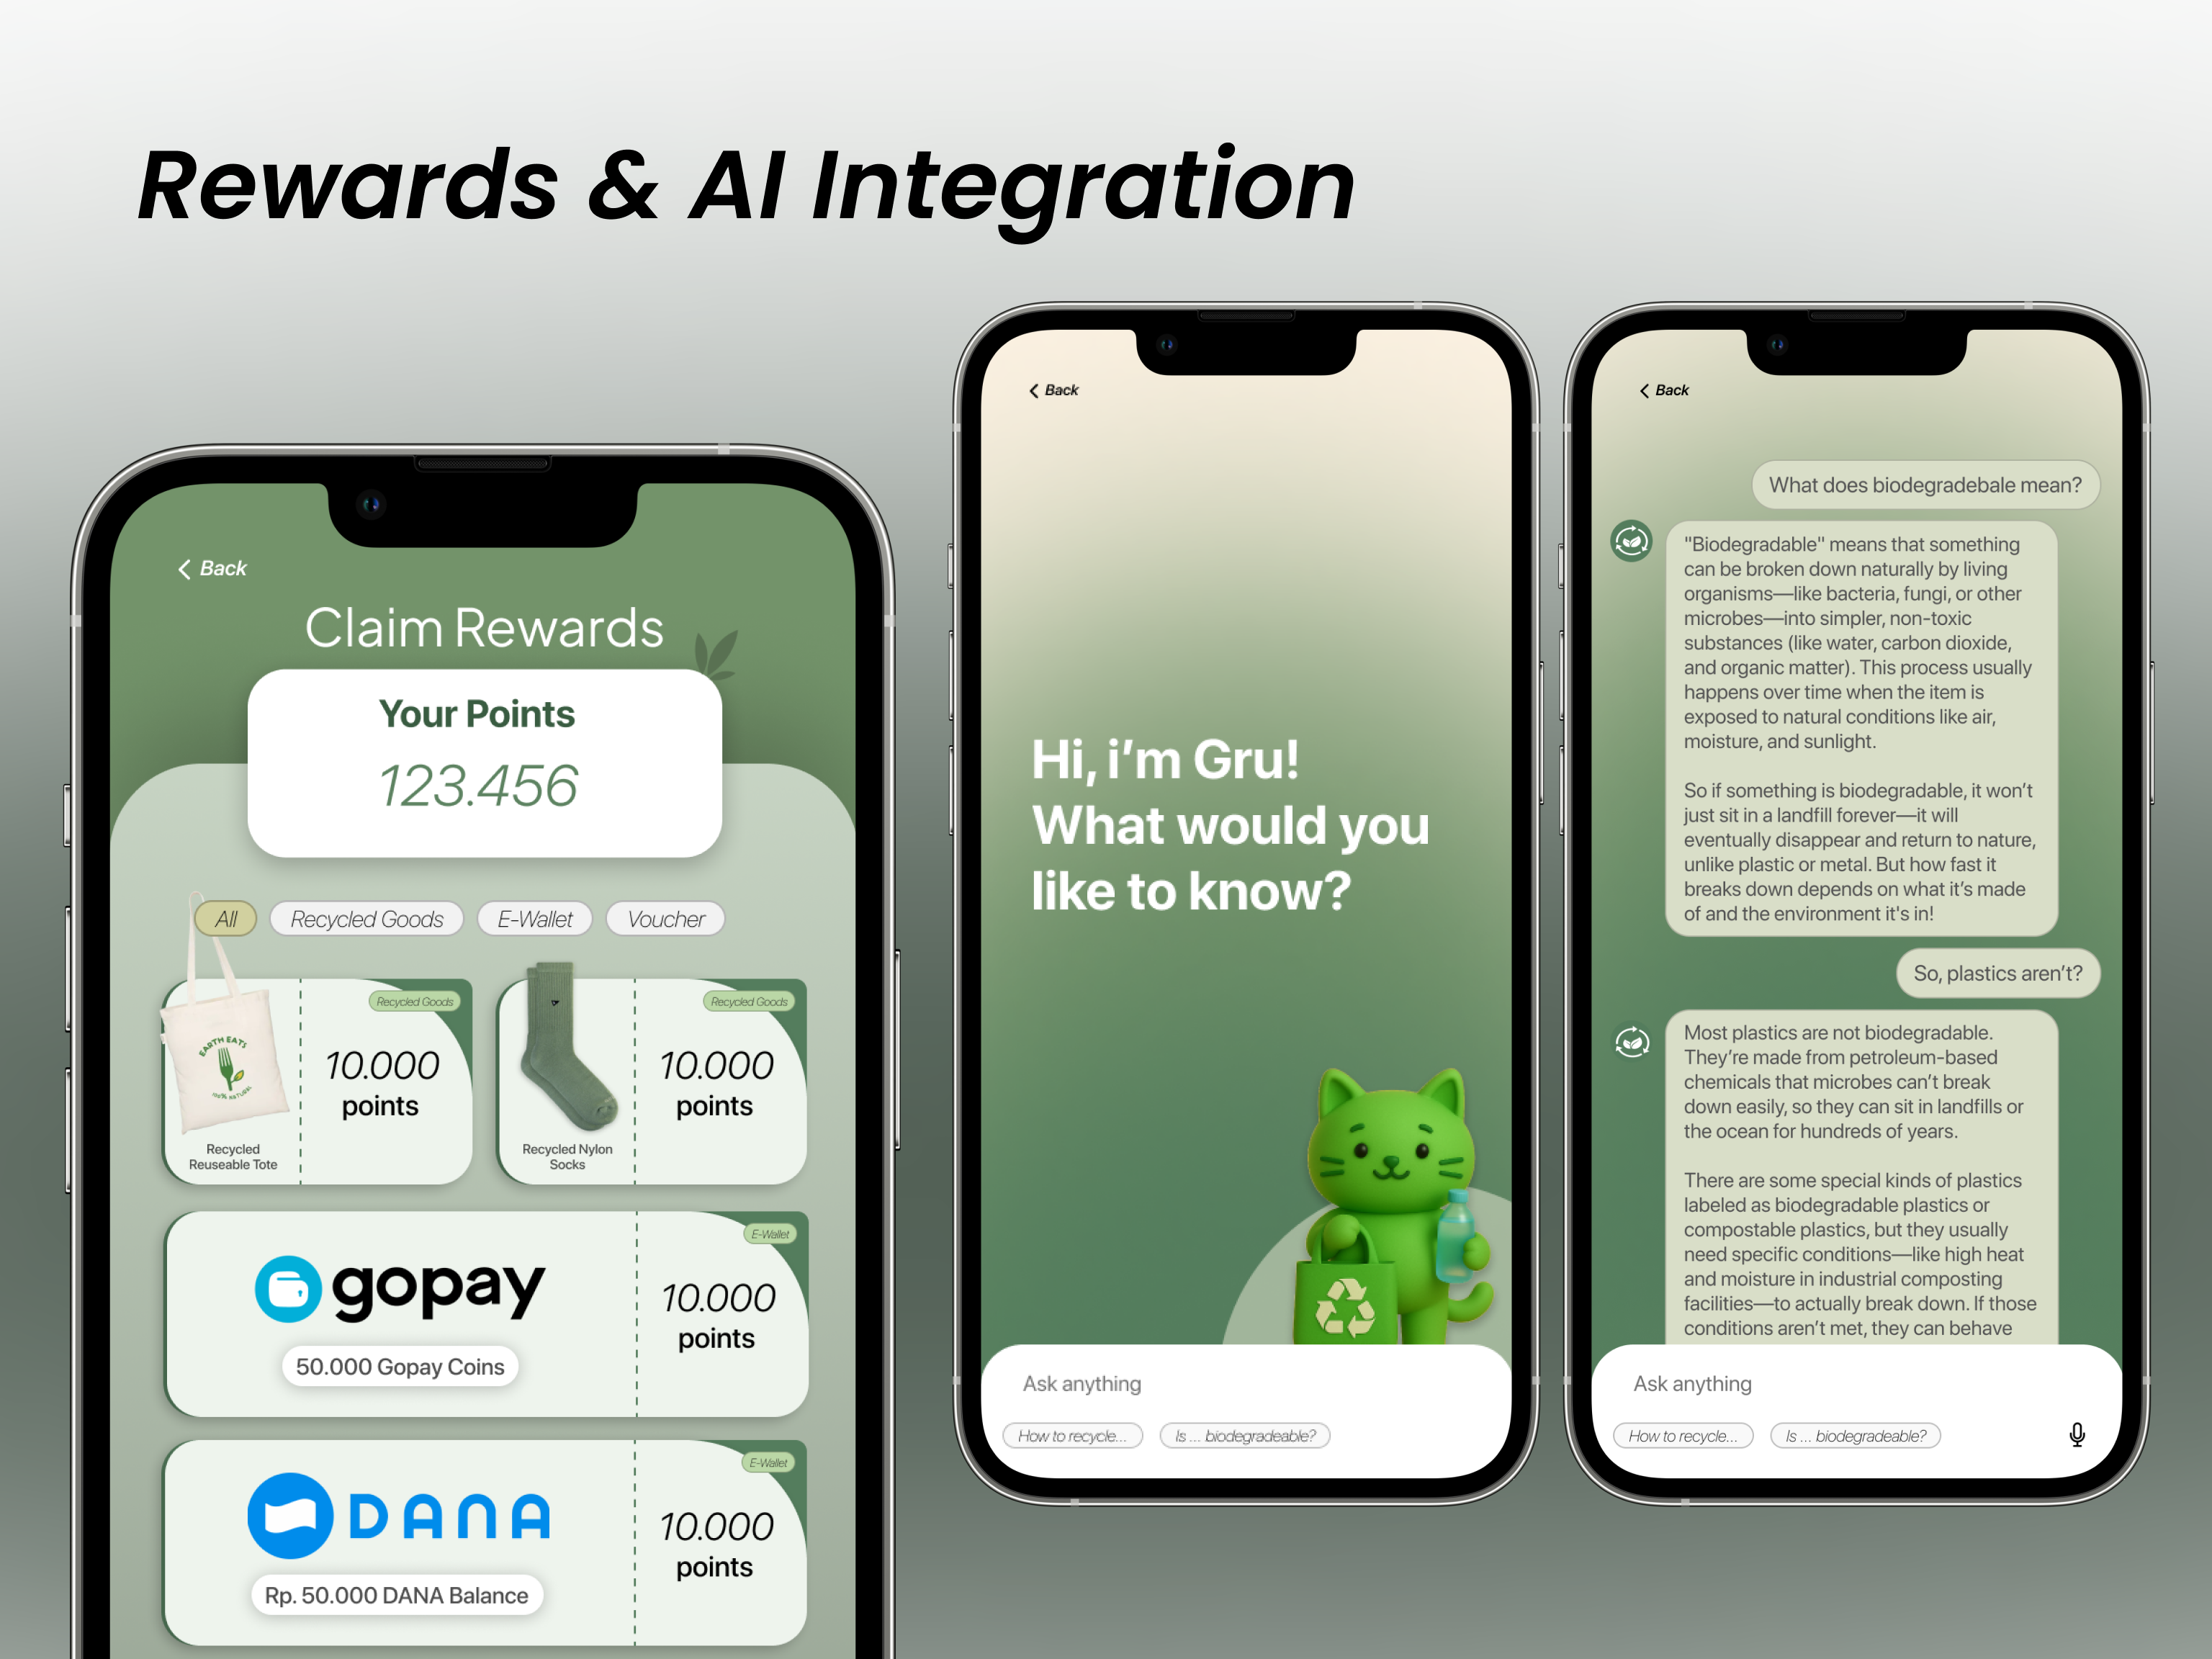 Rewards & AI Integration
Back
Claim Rewards
Your Points
123.456
All
Recycled Goods
E-Wallet
Voucher
EARTH EATS
100% NATURAL
Recycled
Reuseable Tote
Recycled Goods
10.000
points
Recycled Nylon
Socks
Recycled Goods
10.000
points
gopay
50.000 Gopay Coins
E-Wallet
10.000
points
DANA
Rp. 50.000 DANA Balance
E-Wallet
10.000
points
Back
Hi, i’m Gru!
What would you
like to know?
Ask anything
How to recycle...
Is ... biodegradeable?
Back
What does biodegradebale mean?
"Biodegradable" means that something
can be broken down naturally by living
organisms—like bacteria, fungi, or other
microbes—into simpler, non-toxic
substances (like water, carbon dioxide,
and organic matter). This process usually
happens over time when the item is
exposed to natural conditions like air,
moisture, and sunlight.
So if something is biodegradable, it won’t
just sit in a landfill forever—it will
eventually disappear and return to nature,
unlike plastic or metal. But how fast it
breaks down depends on what it’s made
of and the environment it's in!
So, plastics aren’t?
Most plastics are not biodegradable.
They’re made from petroleum-based
chemicals that microbes can’t break
down easily, so they can sit in landfills or
the ocean for hundreds of years.
There are some special kinds of plastics
labeled as biodegradable plastics or
compostable plastics, but they usually
need specific conditions—like high heat
and moisture in industrial composting
facilities—to actually break down. If those
conditions aren’t met, they can behave
Ask anything
How to recycle...
Is ... biodegradeable?